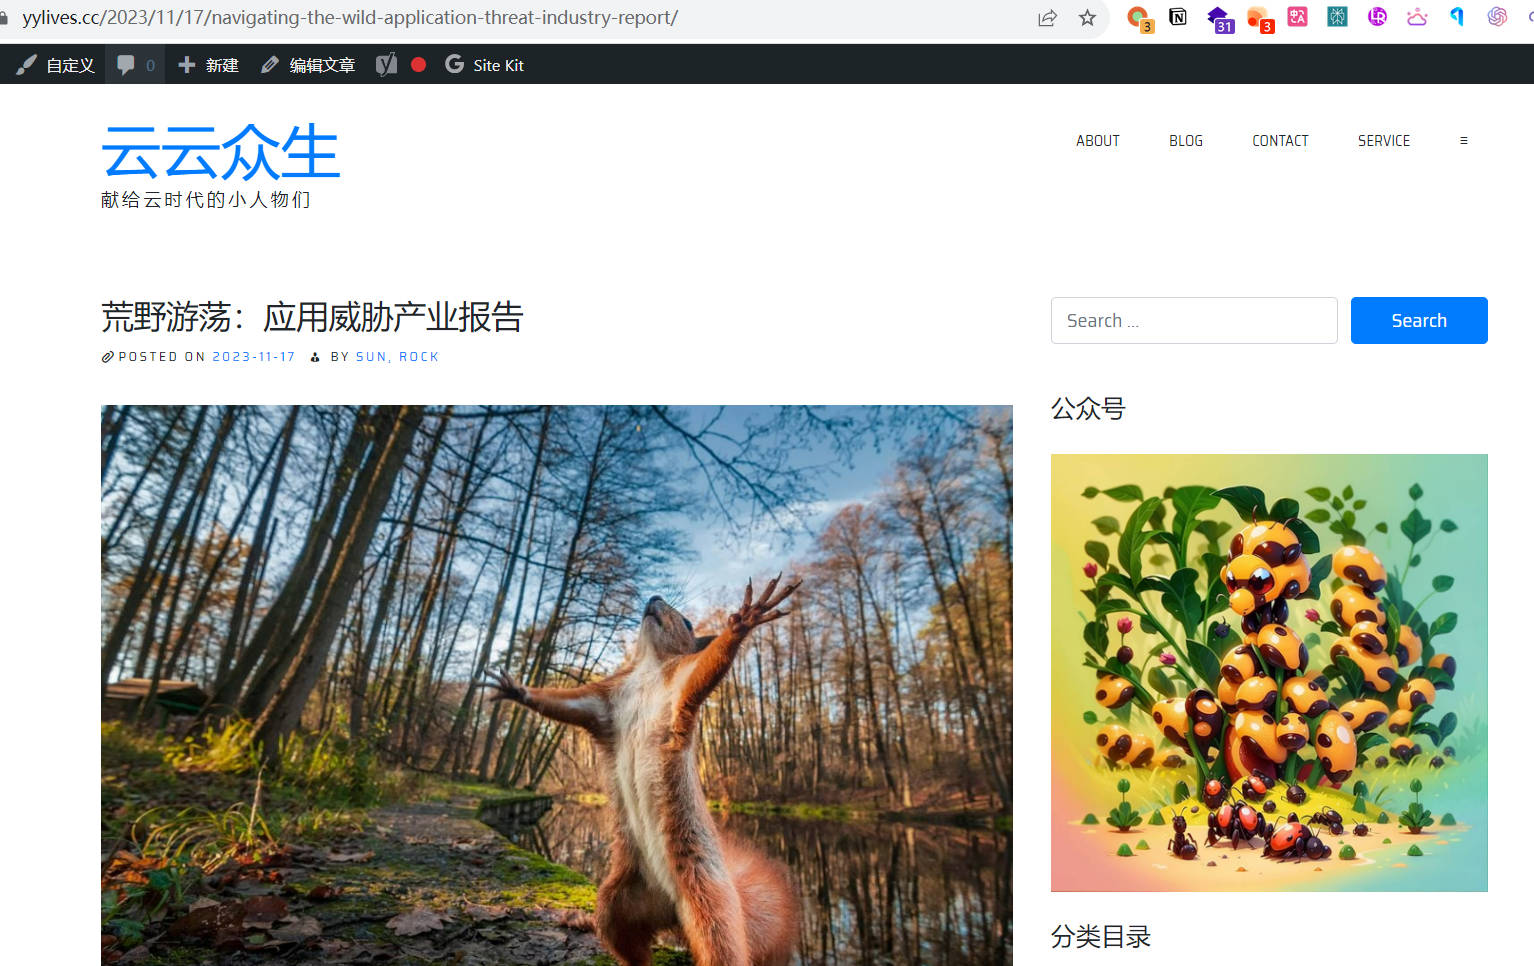 yylives.cc/2023/11/17/navigating-the-wild-application-threat-industry-report/
3
31
3
自定义 0 新建 编辑文章 Site Kit
云云众生
献给云时代的小人物们
ABOUT BLOG CONTACT SERVICE
荒野游荡：应用威胁产业报告
POSTED ON 2023-11-17 BY SUN, ROCK
Search ...
Search
公众号
分类目录